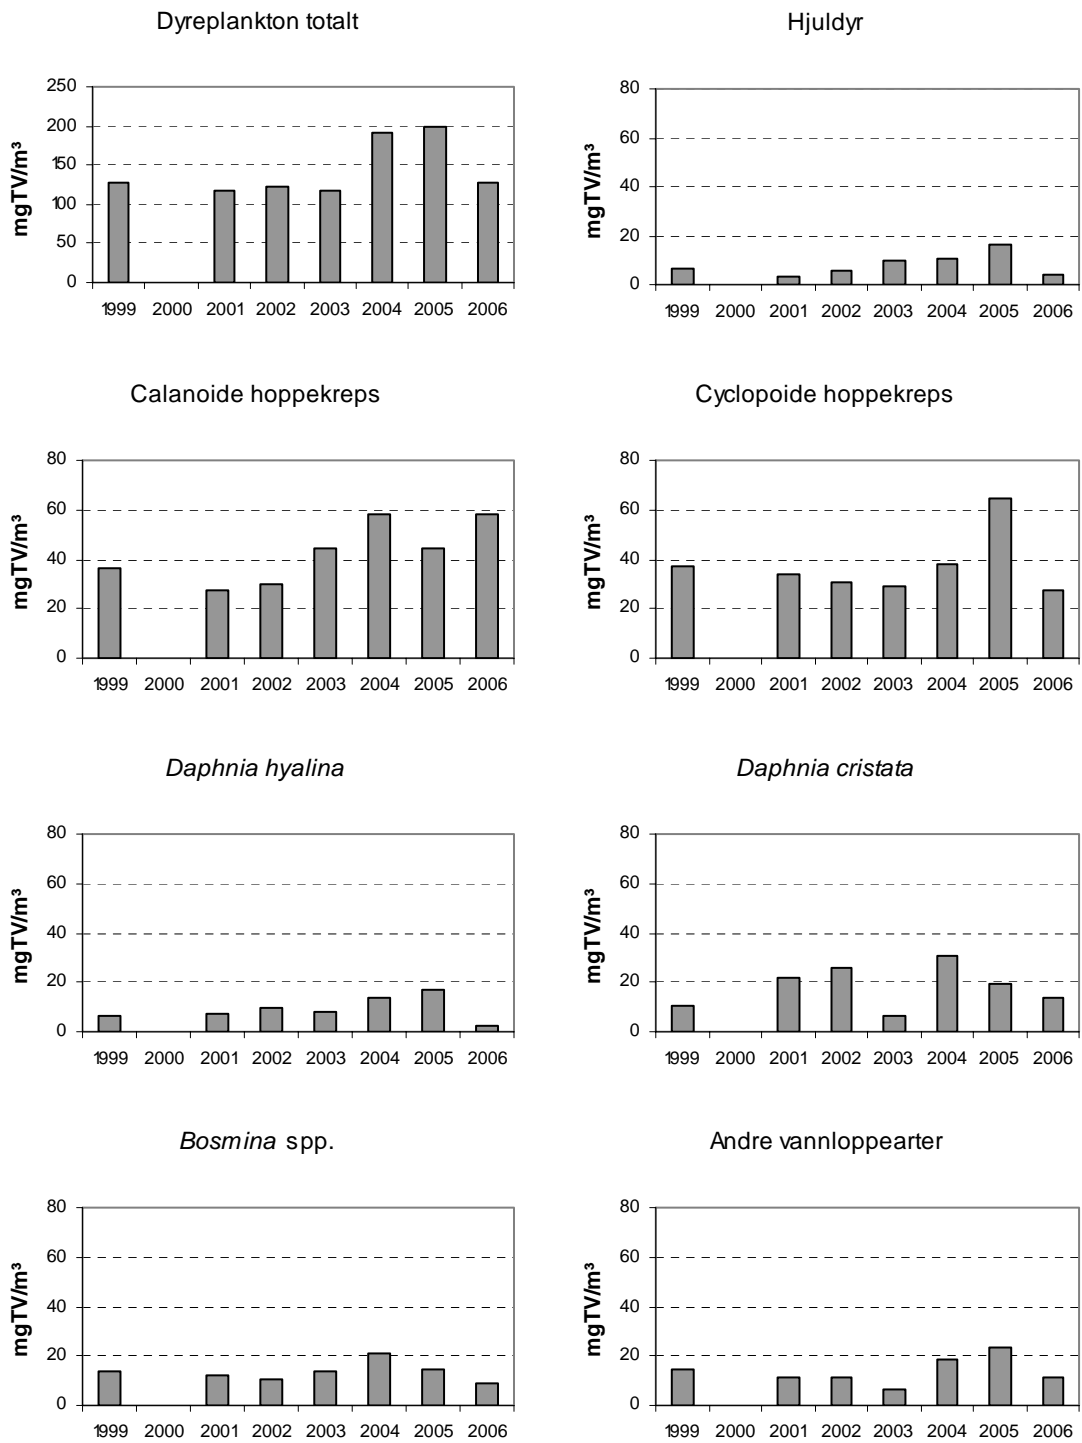 Dyreplankton totalt
mgTV/m³
250
200
150
100
50
0
1999 2000 2001 2002 2003 2004 2005 2006
Hjuldyr
mgTV/m³
80
60
40
20
0
1999 2000 2001 2002 2003 2004 2005 2006
Calanoide hoppekreps
mgTV/m³
80
60
40
20
0
1999 2000 2001 2002 2003 2004 2005 2006
Cyclopoide hoppekreps
mgTV/m³
80
60
40
20
0
1999 2000 2001 2002 2003 2004 2005 2006
Daphnia hyalina
mgTV/m³
80
60
40
20
0
1999 2000 2001 2002 2003 2004 2005 2006
Daphnia cristata
mgTV/m³
80
60
40
20
0
1999 2000 2001 2002 2003 2004 2005 2006
Bosmina spp.
mgTV/m³
80
60
40
20
0
1999 2000 2001 2002 2003 2004 2005 2006
Andre vannloppearter
mgTV/m³
80
60
40
20
0
1999 2000 2001 2002 2003 2004 2005 2006